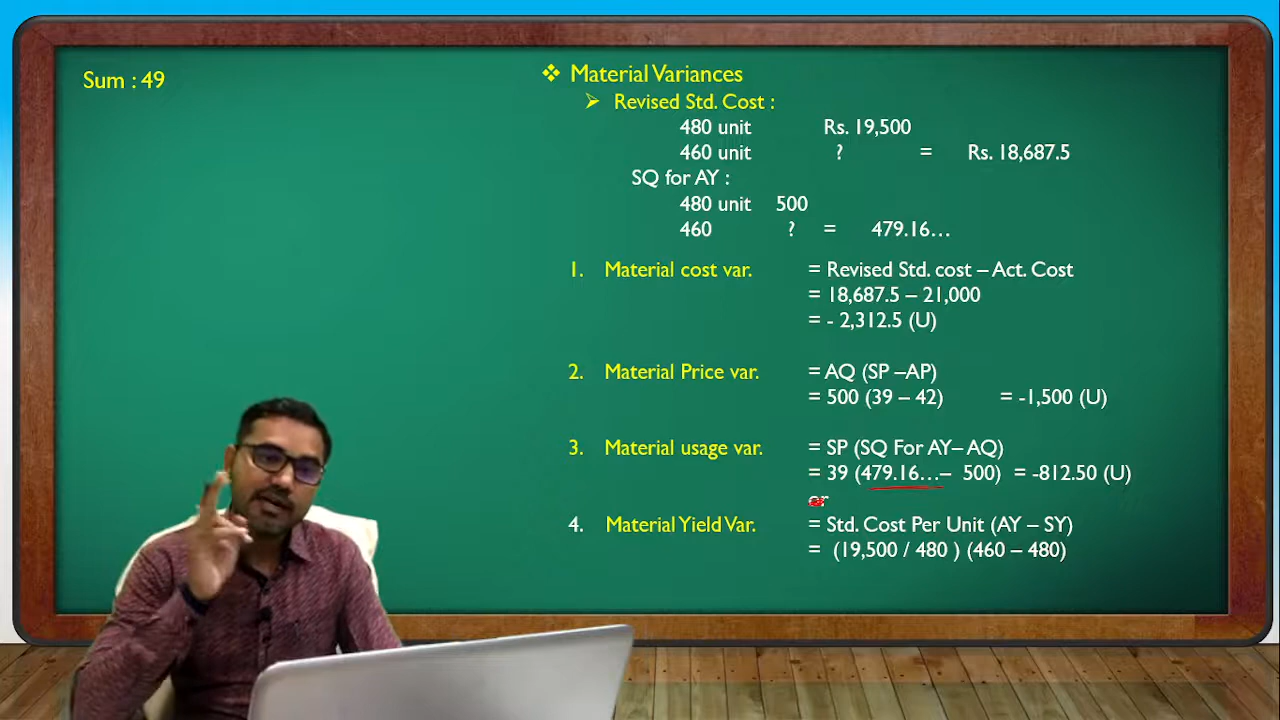 Sum : 49
❖ Material Variances
➢ Revised Std. Cost :
480 unit Rs. 19,500
460 unit ? = Rs. 18,687.5
SQ for AY :
480 unit 500
460 ? = 479.16…
1. Material cost var. = Revised Std. cost – Act. Cost
= 18,687.5 – 21,000
= - 2,312.5 (U)
2. Material Price var. = AQ (SP –AP)
= 500 (39 – 42) = -1,500 (U)
3. Material usage var. = SP (SQ For AY– AQ)
= 39 (479.16…– 500) = -812.50 (U)
or
4. Material Yield Var. = Std. Cost Per Unit (AY – SY)
= (19,500 / 480 ) (460 – 480)